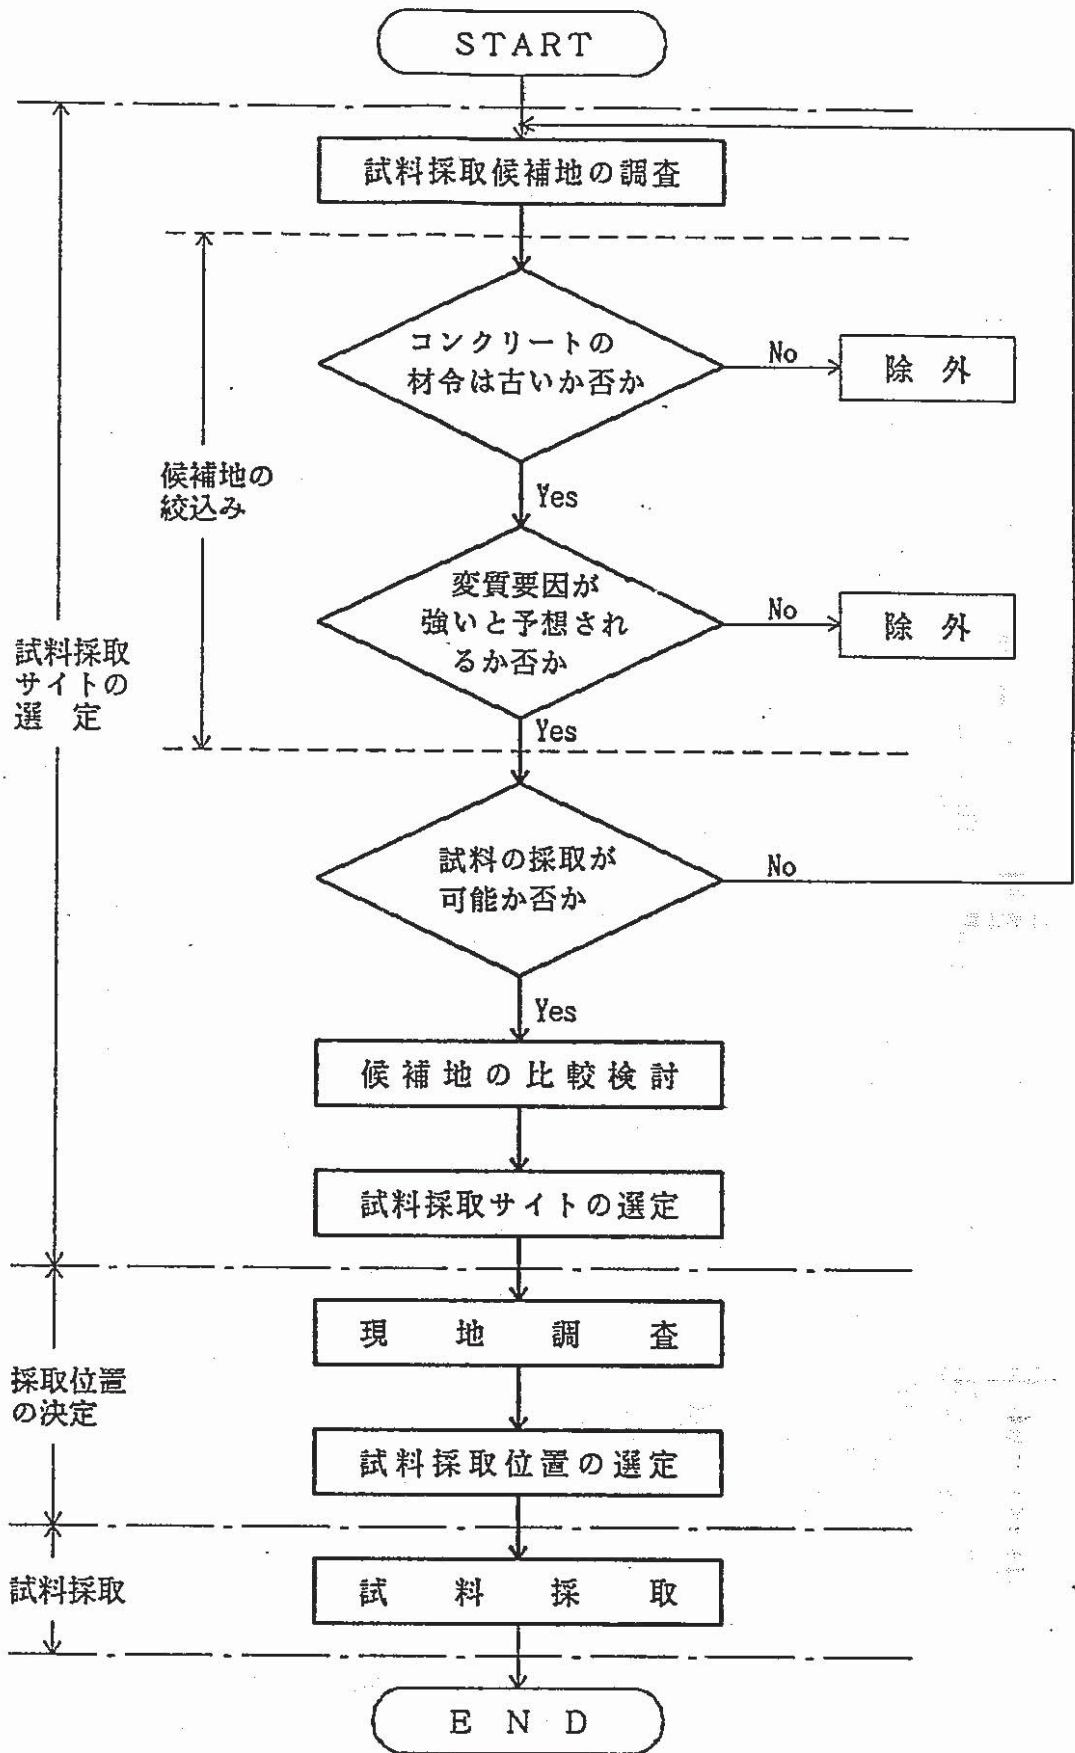 START
試料採取候補地の調査
コンクリートの
材令は古いか否か
No
除 外
Yes
候補地の
絞込み
変質要因が
強いと予想され
るか否か
No
除 外
Yes
試料採取
サイトの
選 定
試料の採取が
可能か否か
No
Yes
候補地の比較検討
試料採取サイトの選定
現 地 調 査
採取位置
の決定
試料採取位置の選定
試料採取
試 料 採 取
E N D